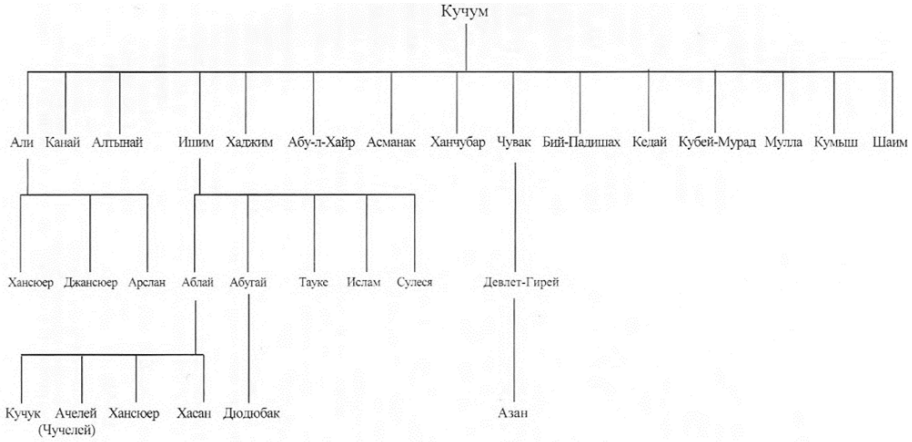 Кучум
Али Канай Алтынай Ишим Хаджим Абу-л-Хайр Асманак Ханчубар Чувак Бий-Падишах Кедай Кубей-Мурад Мулла Кумыш Шаим
Хансюер Джансюер Арслан Аблай Абугай Тауке Ислам Сулеся Девлет-Гирей
Кучук Ачелей Хансюер Хасан Дюдюбак Азан
(Чучелей)